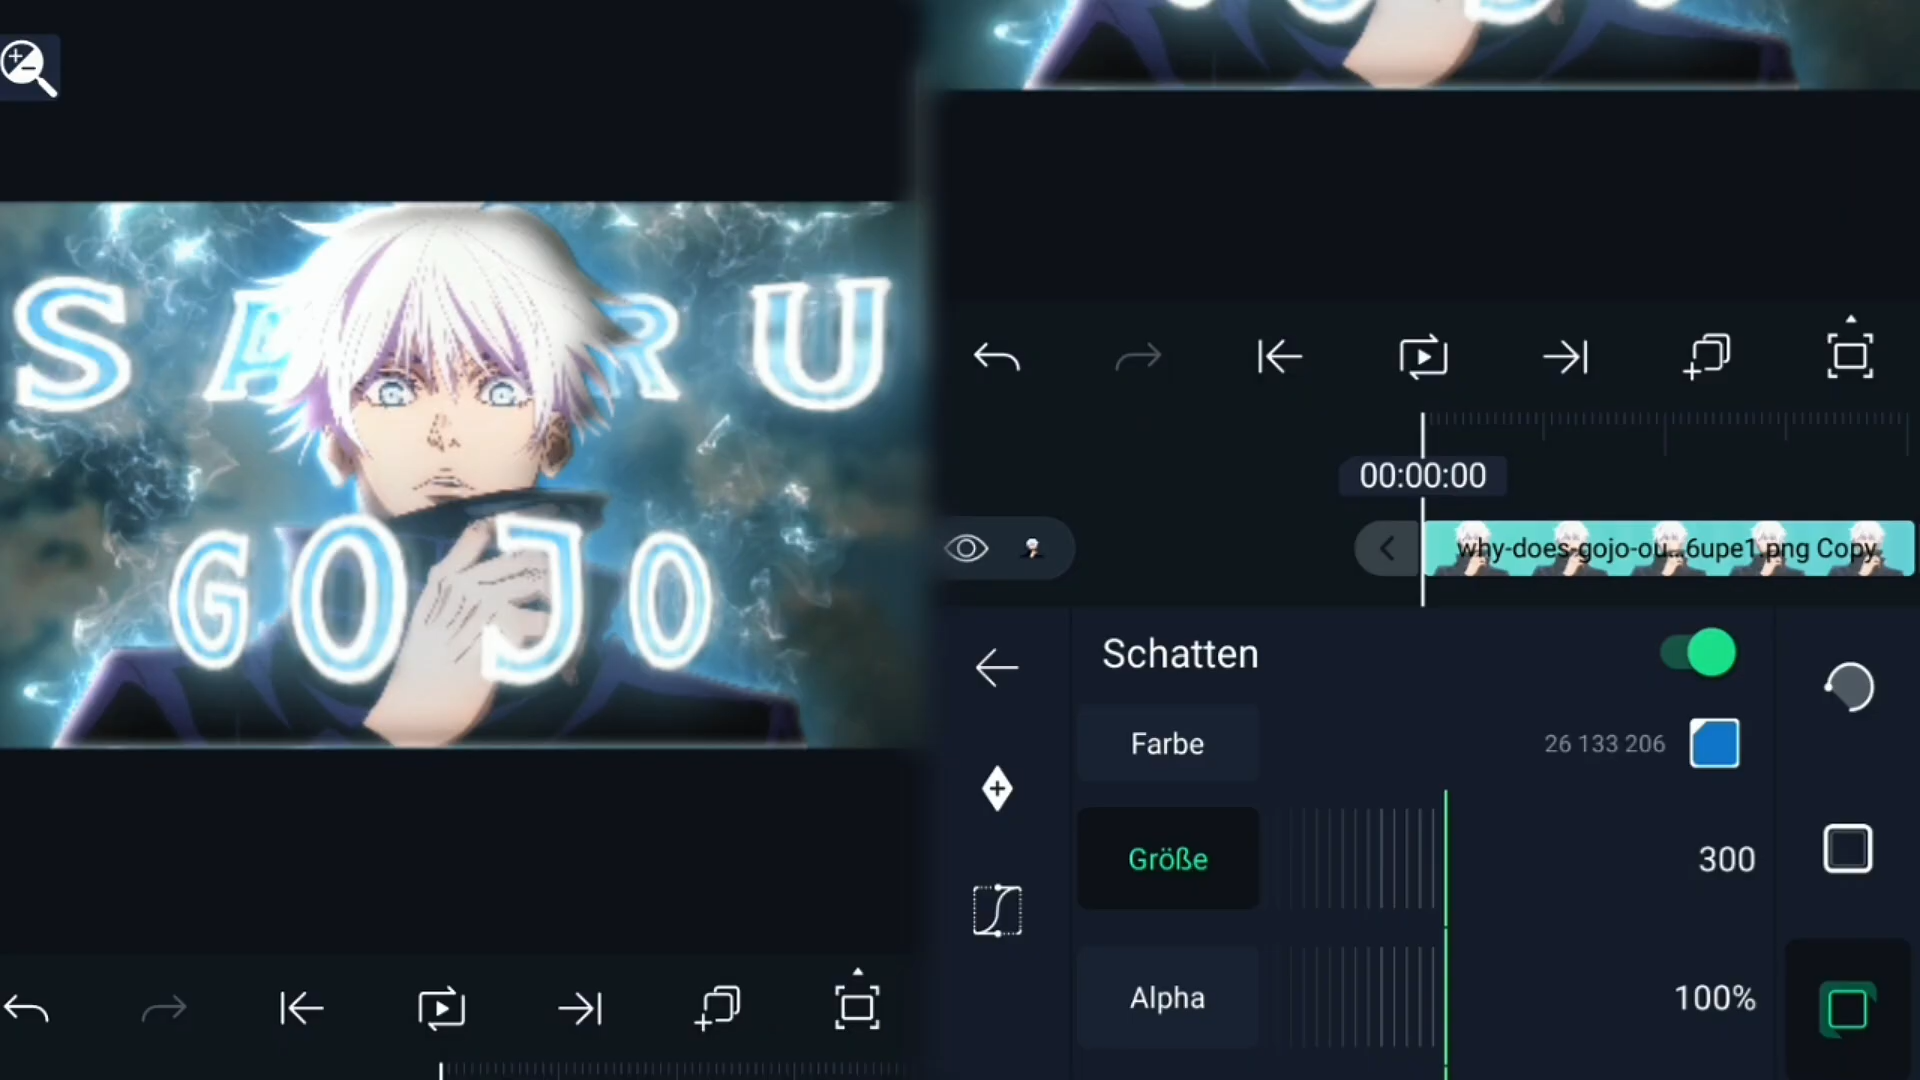 S A R U
GOJO
00:00:00
why-does-gojo-ou...6upe1.png Copy
Schatten
Farbe
26 133 206
Größe
300
Alpha
100%